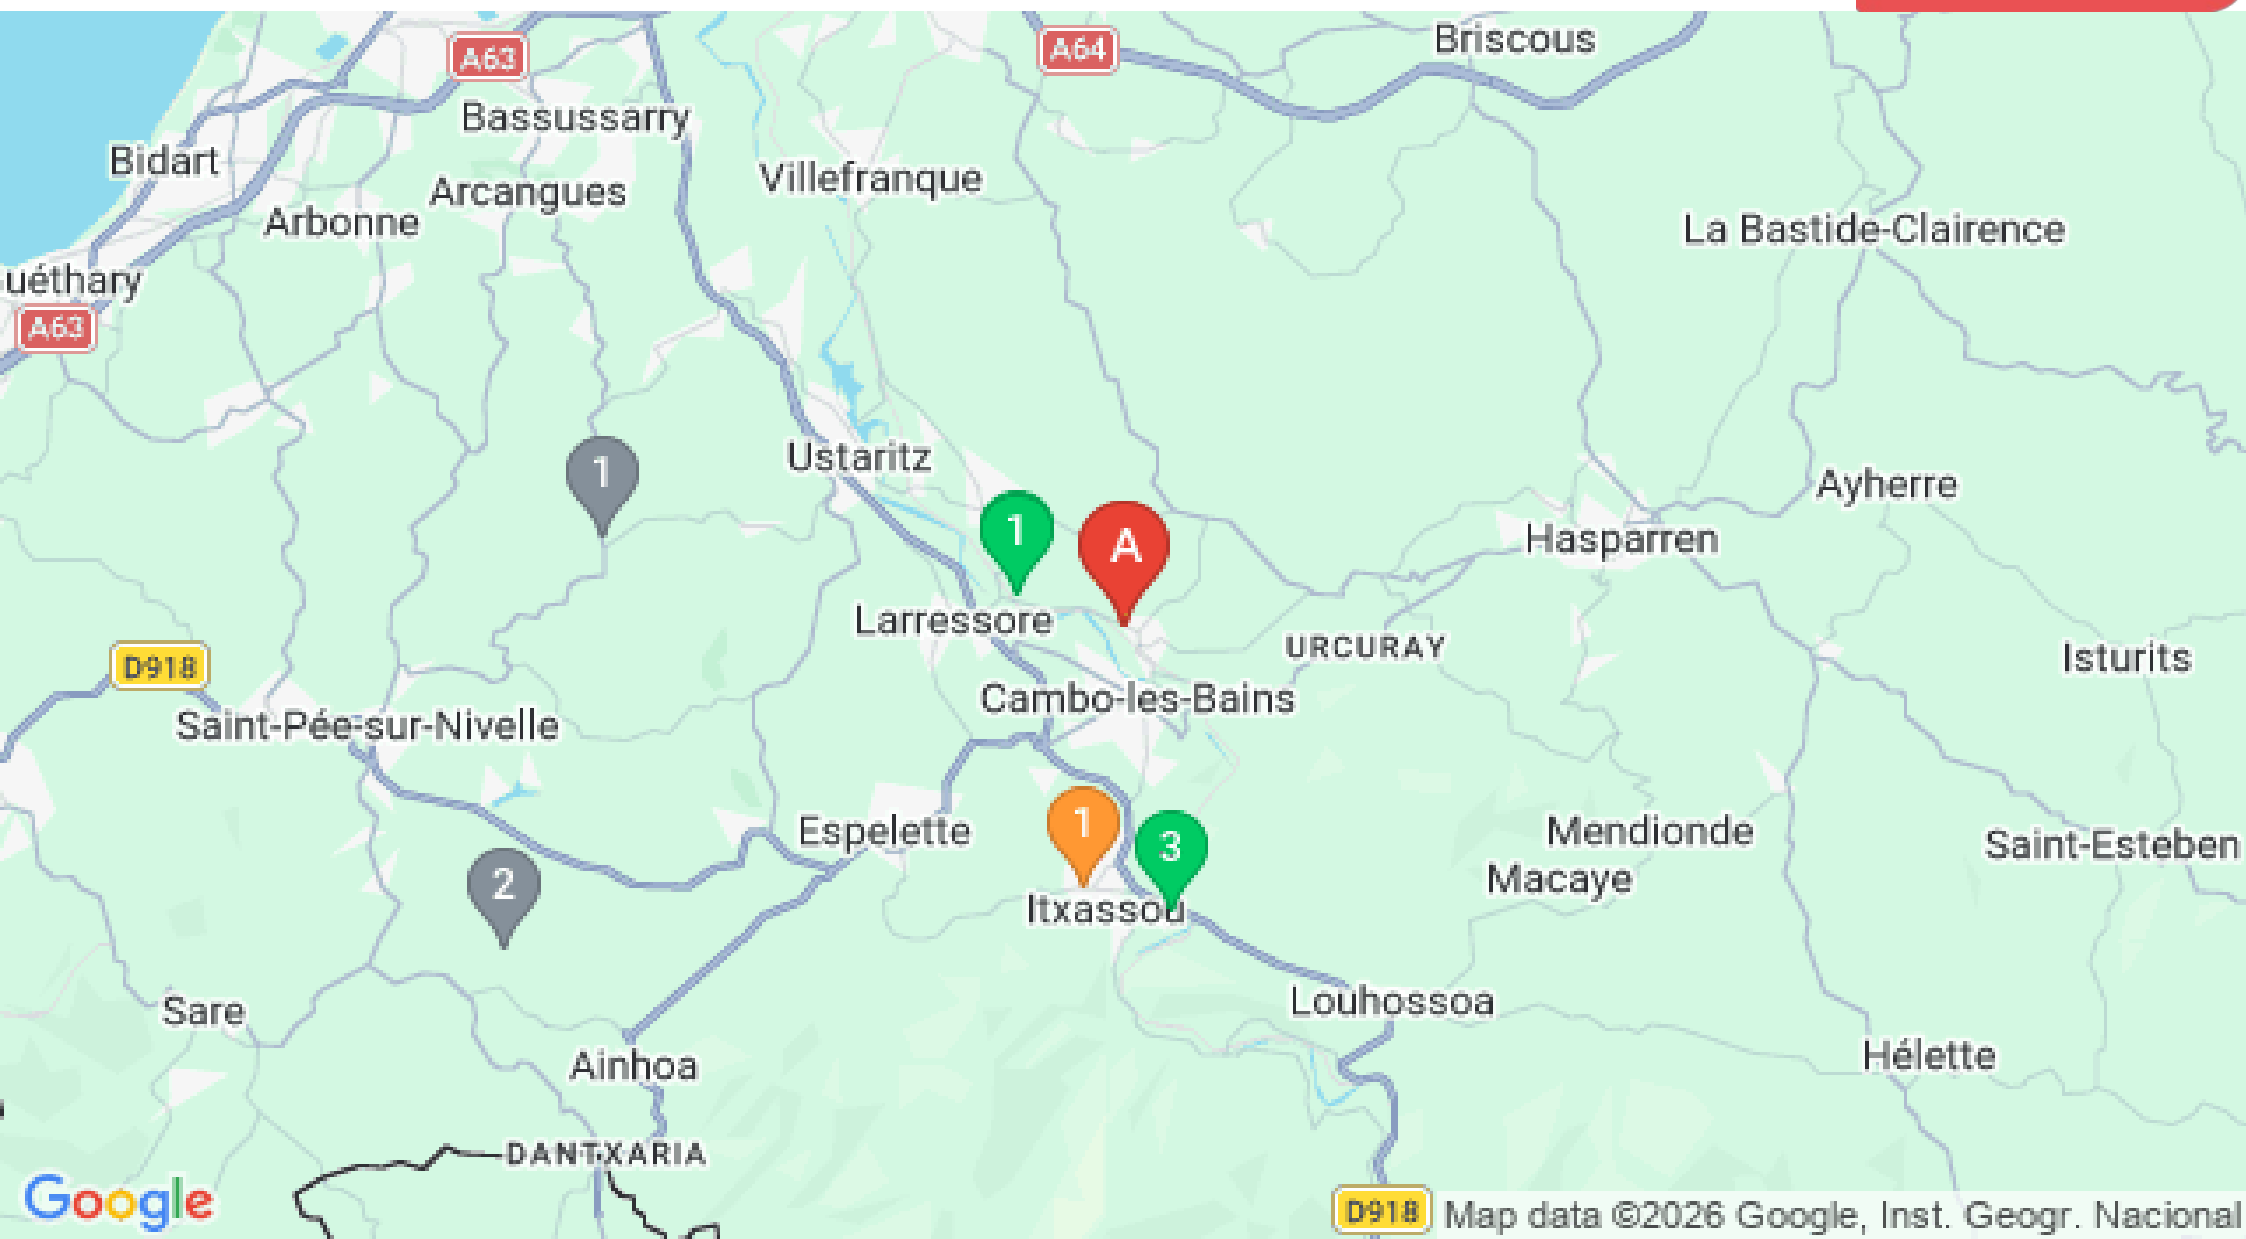 A63
A64
Briscous
Bassussarry
Bidart
Villefranque
Arcangues
Arbonne
La Bastide-Clairence
uéthary
A63
1
Ustaritz
Ayherre
1
A
Hasparren
Larressore
URCURAY
Isturits
D918
Cambo-les-Bains
Saint-Pée-sur-Nivelle
1
3
Espelette
Mendionde
Saint-Esteben
Macaye
2
Itxassou
Louhossoa
Sare
Hélette
Ainhoa
DANTXARIA
Google
D918
Map data ©2026 Google, Inst. Geogr. Nacional